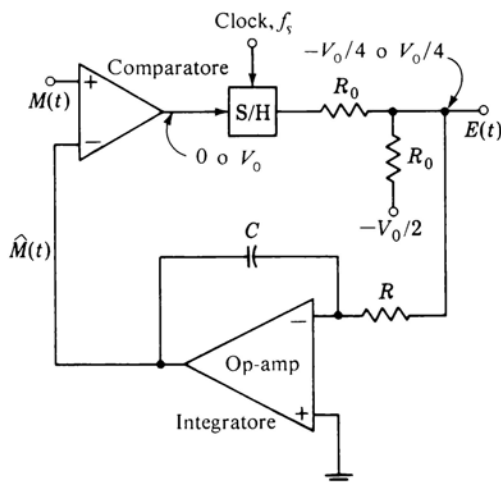 Clock, f_s
−V_0/4 o V_0/4
Comparatore
M(t)
+
−
S/H
R_0
E(t)
0 o V_0
R_0
−V_0/2
M̂(t)
C
R
−
Op-amp
+
Integratore